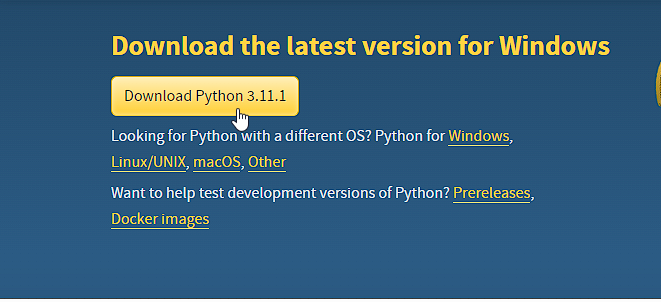 Download the latest version for Windows
Download Python 3.11.1
Looking for Python with a different OS? Python for Windows,
Linux/UNIX, macOS, Other
Want to help test development versions of Python? Prereleases,
Docker images